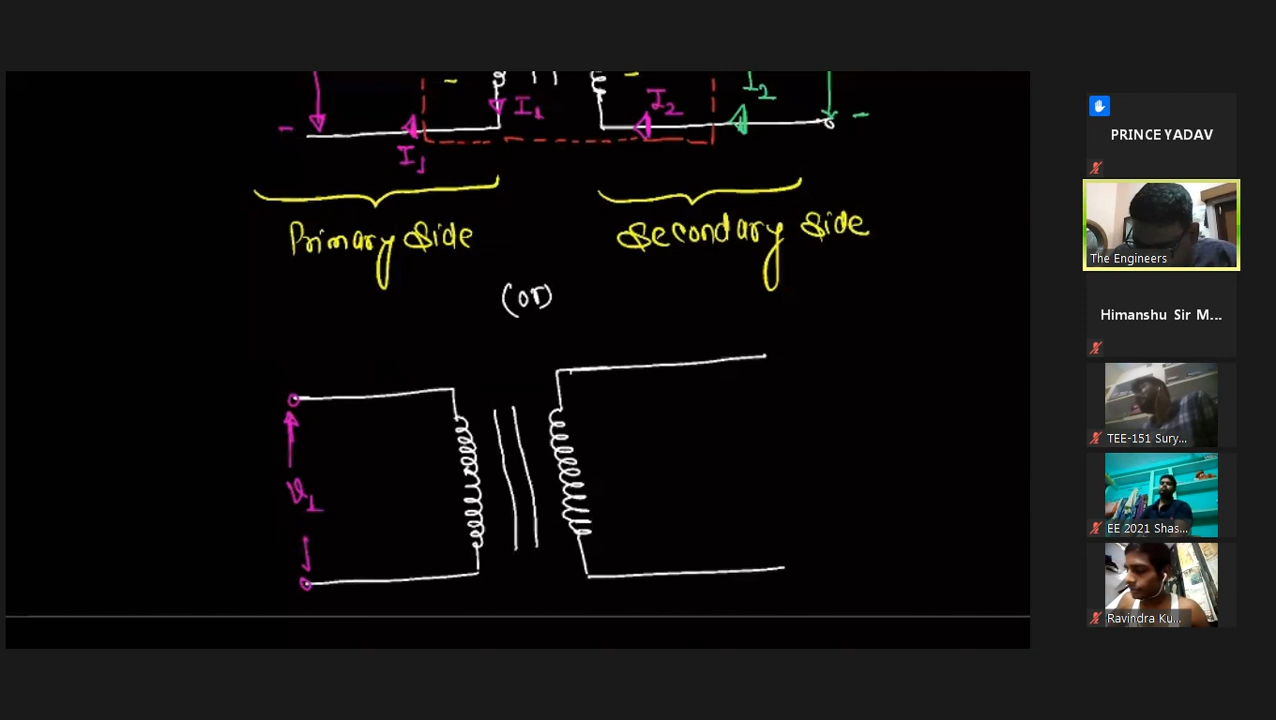 I2
I1
I2
I1
Primary Side
Secondary Side
(or)
V1
PRINCE YADAV
The Engineers
Himanshu Sir M...
TEE-151 Sury...
EE 2021 Shas...
Ravindra Ku...